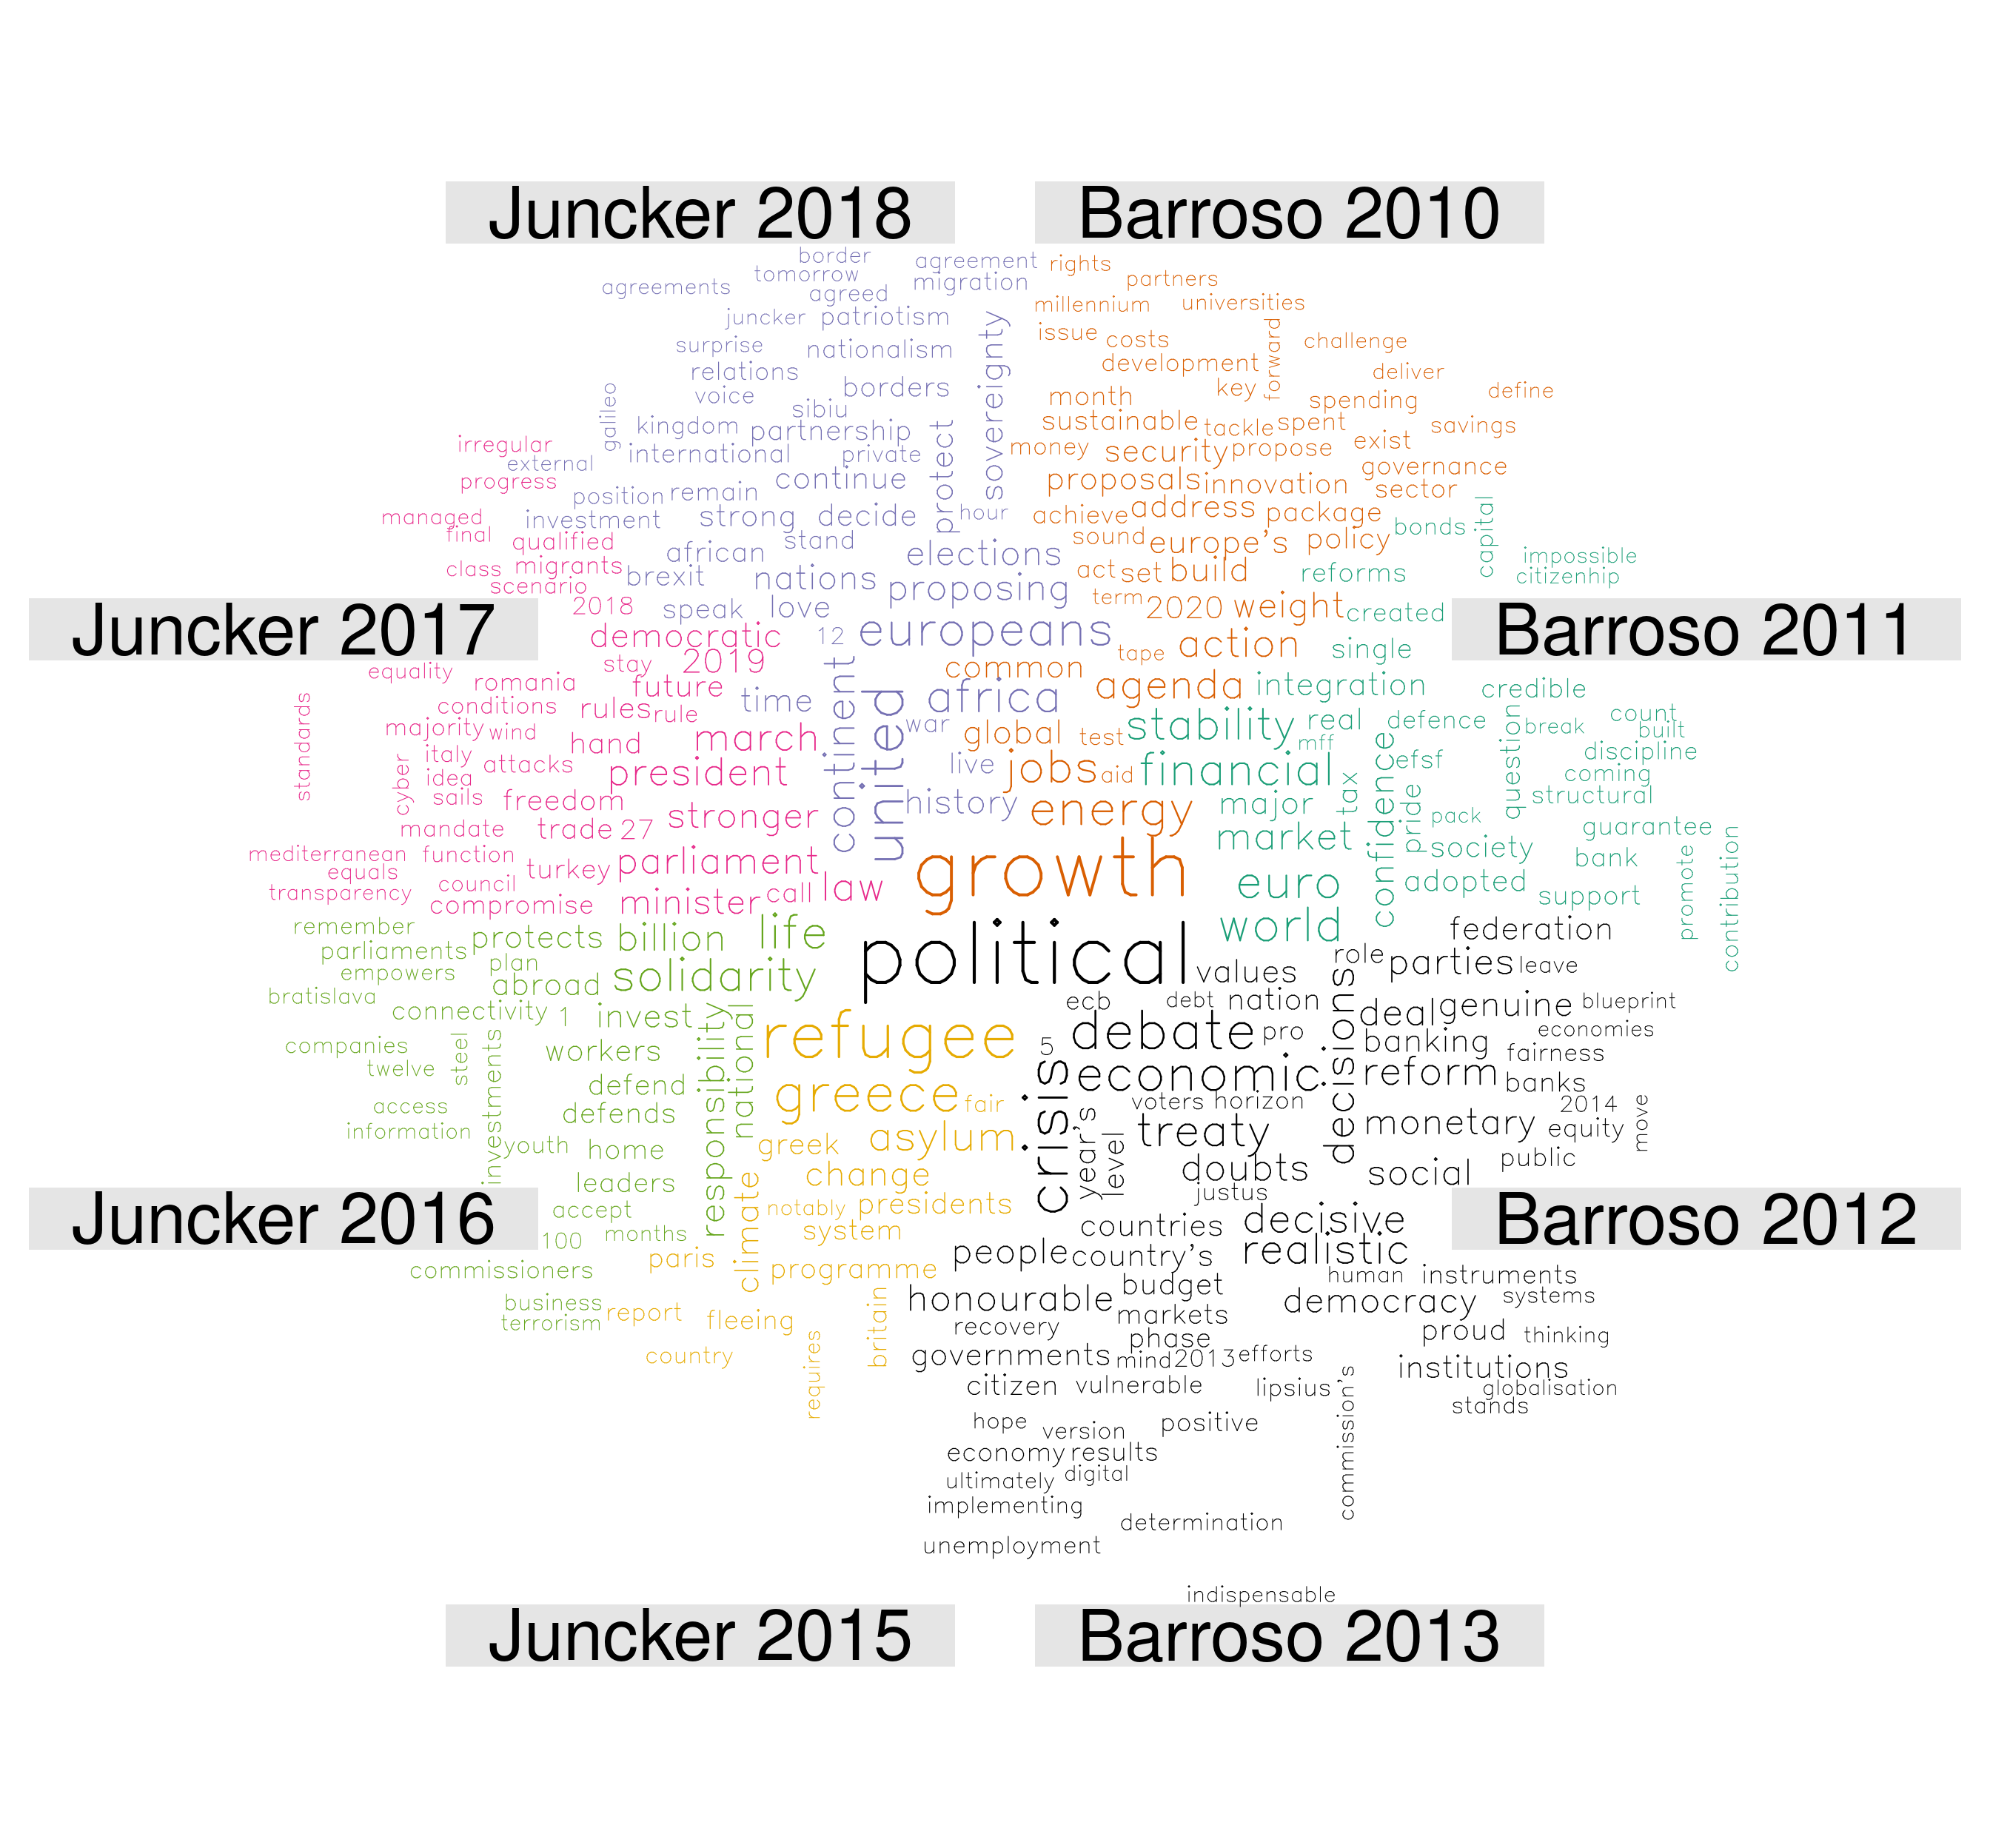 Juncker 2018
Barroso 2010
border
agreement
rights
tomorrow
migration
partners
agreements
agreed
millennium
universities
juncker
patriotism
sovereignty
issue
costs
forward
challenge
surprise
nationalism
development
relations
deliver
voice
borders
month
key
spending
define
galileo
kingdom
sibiu
partnership
protect
sustainable
tackle
spent
savings
irregular
external
international
private
money
security
propose
exist
progress
position
remain
continue
proposals
innovation
governance
sector
managed
final
investment
strong
decide
hour
achieve
address
package
bonds
capital
qualified
african
stand
elections
sound
europe's
policy
impossible
class
migrants
brexit
nations
proposing
act
set
build
reforms
citizenhip
scenario
2018
speak
love
term
2020
weight
created
Juncker 2017
Barroso 2011
democratic
12
europeans
tape
action
single
stay
2019
continent
common
equality
romania
future
time
united
africa
agenda
integration
credible
standards
conditions
rules
rule
war
stability
real
defence
question
break
count
built
majority
wind
hand
march
global
test
mff
confidence
efsf
discipline
italy
cyber
idea
attacks
president
live
jobs
aid
financial
tax
coming
sails
freedom
history
energy
major
pride
pack
structural
mandate
trade
27
stronger
market
society
guarantee
mediterranean
function
turkey
parliament
growth
bank
promote
contribution
equals
council
call
law
euro
adopted
transparency
compromise
minister
support
remember
protects
billion
life
political
world
federation
parliaments
plan
role
parties
leave
empowers
abroad
solidarity
values
decisions
bratislava
connectivity
1
invest
responsibility
national
ecb
debt
nation
deal
genuine
blueprint
companies
steel
investments
workers
refugee
5
debate
pro
banking
economies
twelve
defend
crisis
economic
reform
fairness
banks
access
defends
greece
fair
voters
horizon
2014
move
information
youth
home
greek
asylum
year's
level
treaty
monetary
equity
leaders
climate
change
doubts
social
public
Juncker 2016
Barroso 2012
accept
notably
presidents
justus
100
months
system
countries
decisive
commissioners
paris
programme
people
country's
realistic
business
report
fleeing
britain
honourable
budget
human
instruments
terrorism
markets
democracy
systems
country
requires
recovery
phase
proud
thinking
governments
mind
2013
efforts
institutions
citizen
vulnerable
lipsius
commission's
globalisation
stands
hope
version
positive
economy
results
ultimately
digital
implementing
determination
unemployment
indispensable
Juncker 2015
Barroso 2013